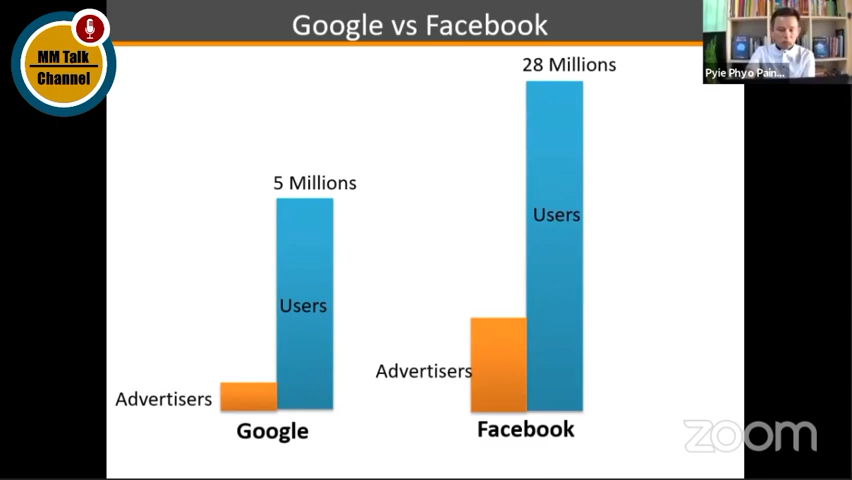 Google vs Facebook
MM Talk
Channel
Pyie Phyo Pain...
28 Millions
5 Millions
Users
Users
Advertisers
Advertisers
Google
Facebook
zoom